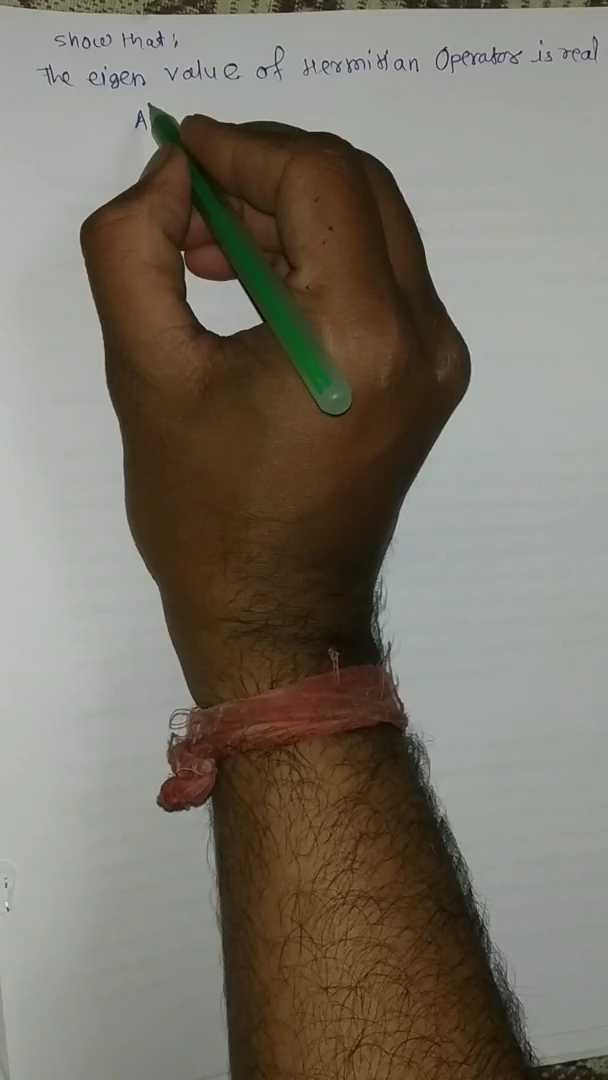 show that;
The eigen value of Hermitian Operator is real
A